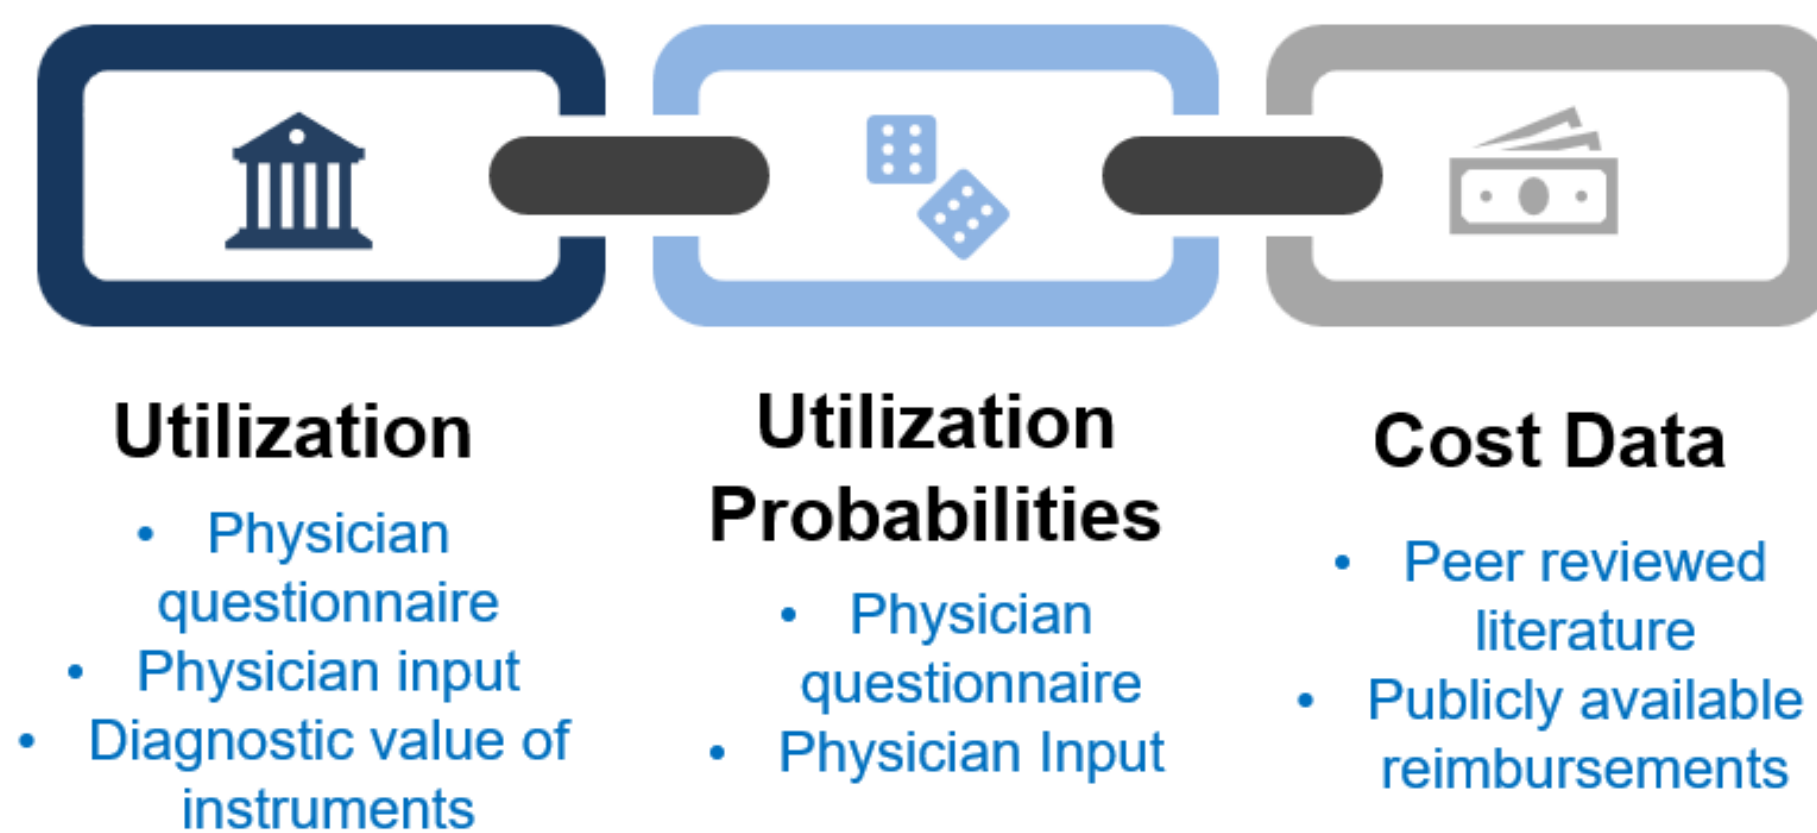 Utilization
• Physician
questionnaire
• Physician input
• Diagnostic value of
instruments
Utilization
Probabilities
• Physician
questionnaire
• Physician Input
Cost Data
• Peer reviewed
literature
• Publicly available
reimbursements